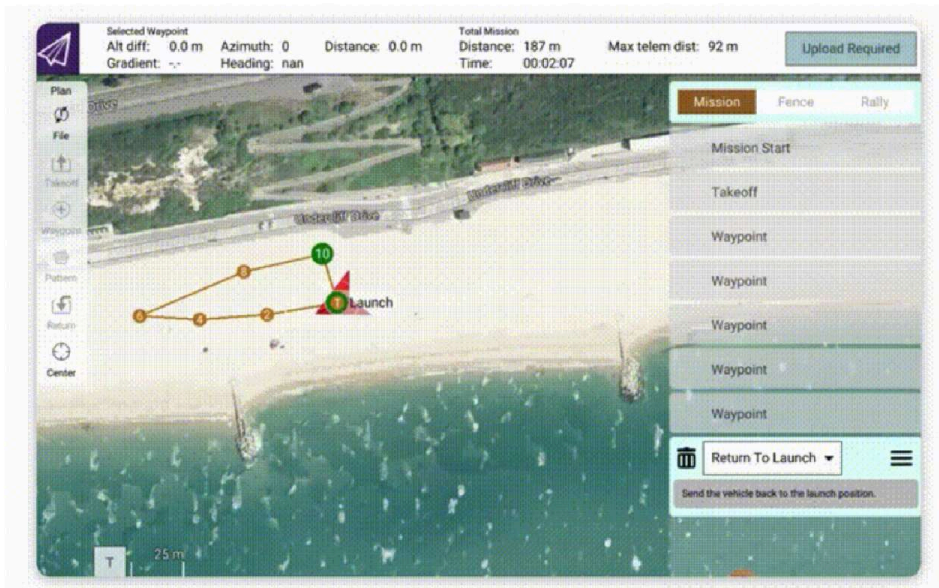 Selected Waypoint
Alt diff: 0.0 m Azimuth: 0 Distance: 0.0 m
Gradient: -.- Heading: nan
Total Mission
Distance: 187 m Max telem dist: 92 m
Time: 00:02:07
Upload Required
Plan
File
Takeoff
Waypoint
Pattern
Return
Center
Drive
Undercliff Drive
Undercliff Drive
10
8
6
4
2
Launch
T
25 m
Mission Fence Rally
Mission Start
Takeoff
Waypoint
Waypoint
Waypoint
Waypoint
Waypoint
Return To Launch
Send the vehicle back to the launch position.